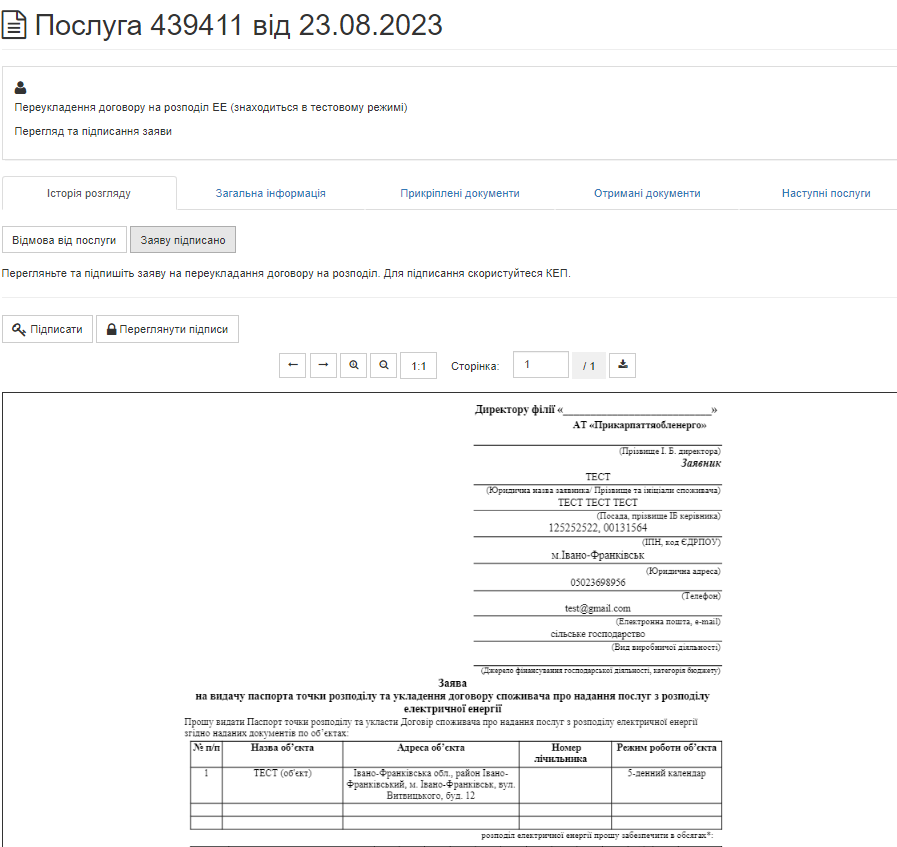 Послуга 439411 від 23.08.2023
Переукладення договору на розподіл ЕЕ (знаходиться в тестовому режимі)
Перегляд та підписання заяви
Історія розгляду Загальна інформація Прикріплені документи Отримані документи Наступні послуги
Відмова від послуги Заяву підписано
Перегляньте та підпишіть заяву на переукладання договору на розподіл. Для підписання скористуйтеся КЕП.
Підписати Переглянути підписи
← → 1:1 Сторінка: 1 / 1
Директору філії «___________________________»
АТ «Прикарпаттяобленерго»
(Прізвище І. Б. директора)
Заявник
ТЕСТ
(Юридична назва заявника/ Прізвище та ініціали споживача)
ТЕСТ ТЕСТ ТЕСТ
(Посада, прізвище ІБ керівника)
125252522, 00131564
(ІПН, код ЄДРПОУ)
м.Івано-Франківськ
(Юридична адреса)
05023698956
(Телефон)
test@gmail.com
(Електронна пошта, e-mail)
сільське господарство
(Вид виробничої діяльності)
(Джерело фінансування господарської діяльності, категорія бюджету)
Заява
на видачу паспорта точки розподілу та укладення договору споживача про надання послуг з розподілу
електричної енергії
Прошу видати Паспорт точки розподілу та укласти Договір споживача про надання послуг з розподілу електричної енергії
згідно наданих документів по об’єктах:
№ п/п Назва об’єкта Адреса об’єкта Номер лічильника Режим роботи об’єкта
1 ТЕСТ (об'єкт) Івано-Франківська обл., район Івано-Франківський, м. Івано-Франківськ, вул. Витвицького, буд. 12 5-денний календар
розподіл електричної енергії прошу забезпечити в обсягах*: